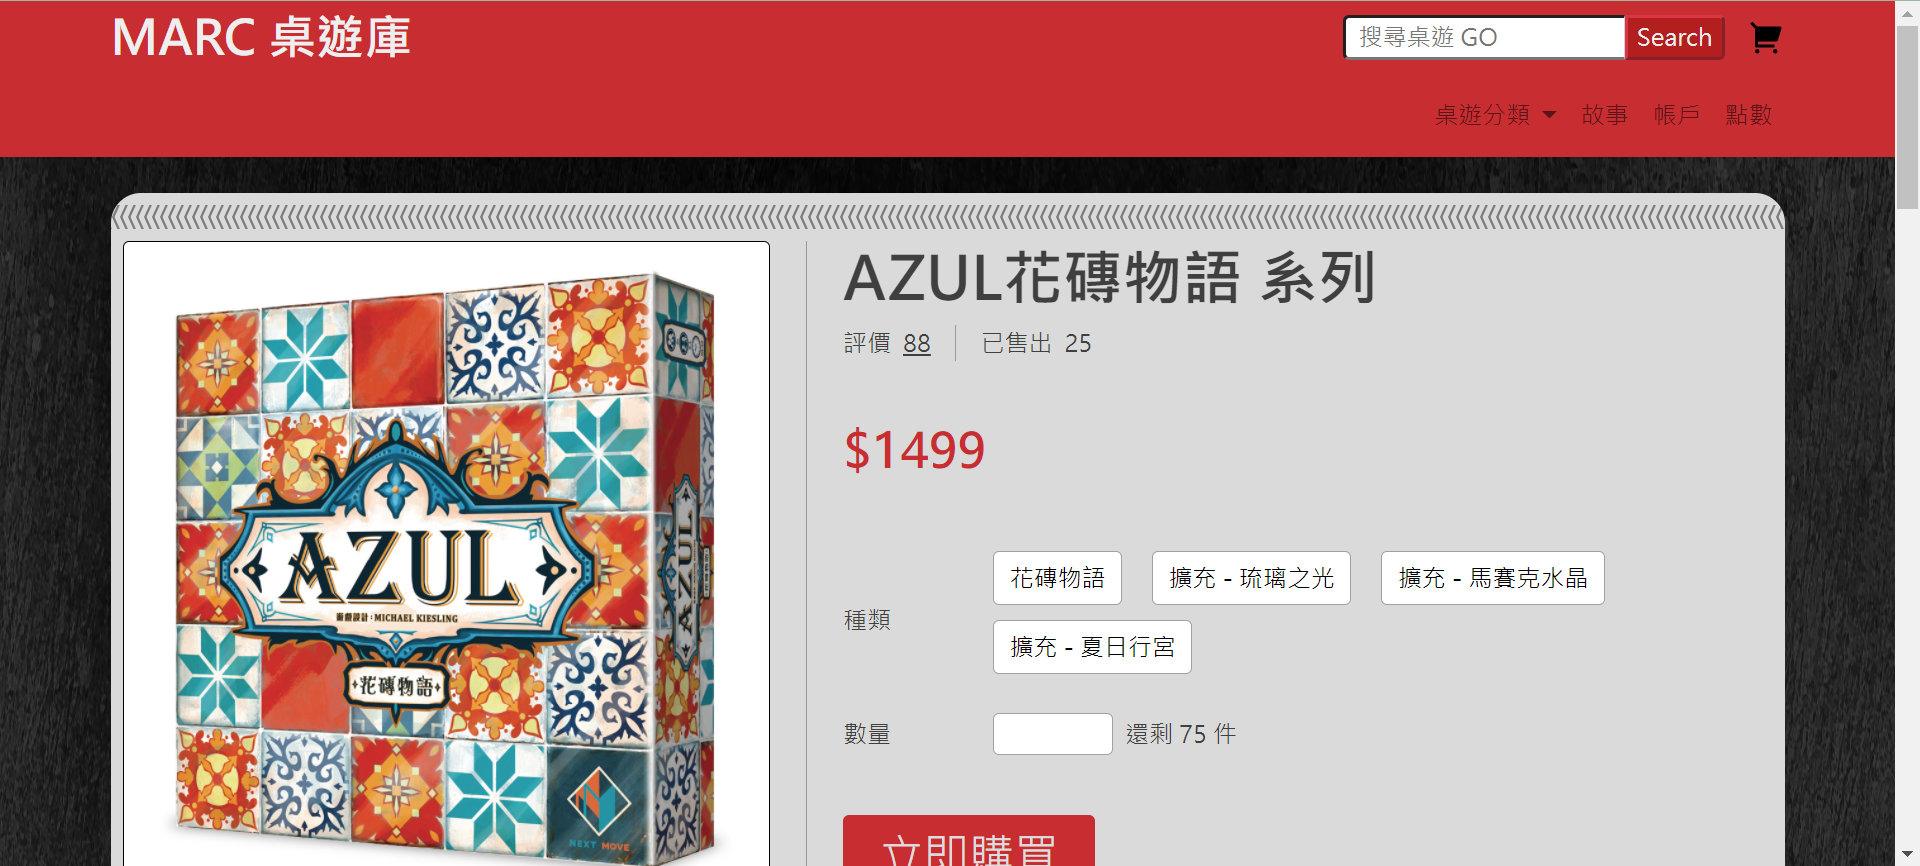 MARC 桌遊庫
搜尋桌遊 GO
Search
桌遊分類 故事 帳戶 點數
AZUL花磚物語 系列
評價 88 已售出 25
$1499
種類
花磚物語
擴充 - 琉璃之光
擴充 - 馬賽克水晶
擴充 - 夏日行宮
數量
還剩 75 件
立即購買
AZUL
遊戲設計：MICHAEL KIESLING
花磚物語
NEXT MOVE
AZUL